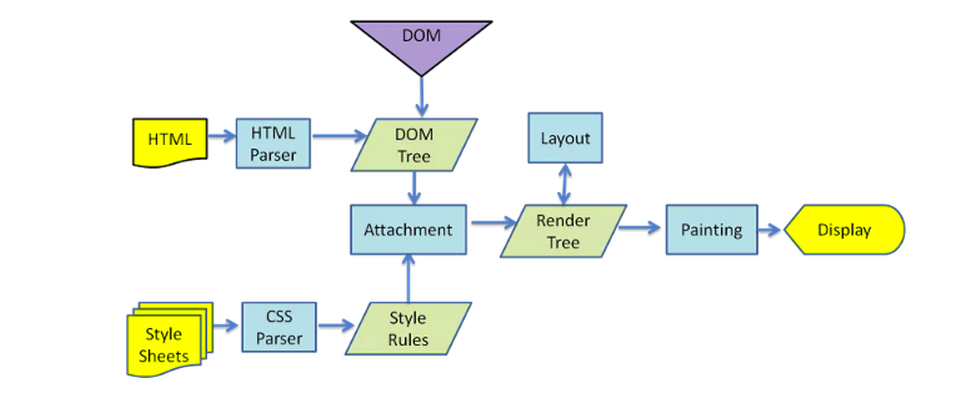 DOM
HTML
HTML
Parser
DOM
Tree
Layout
Attachment
Render
Tree
Painting
Display
Style
Sheets
CSS
Parser
Style
Rules